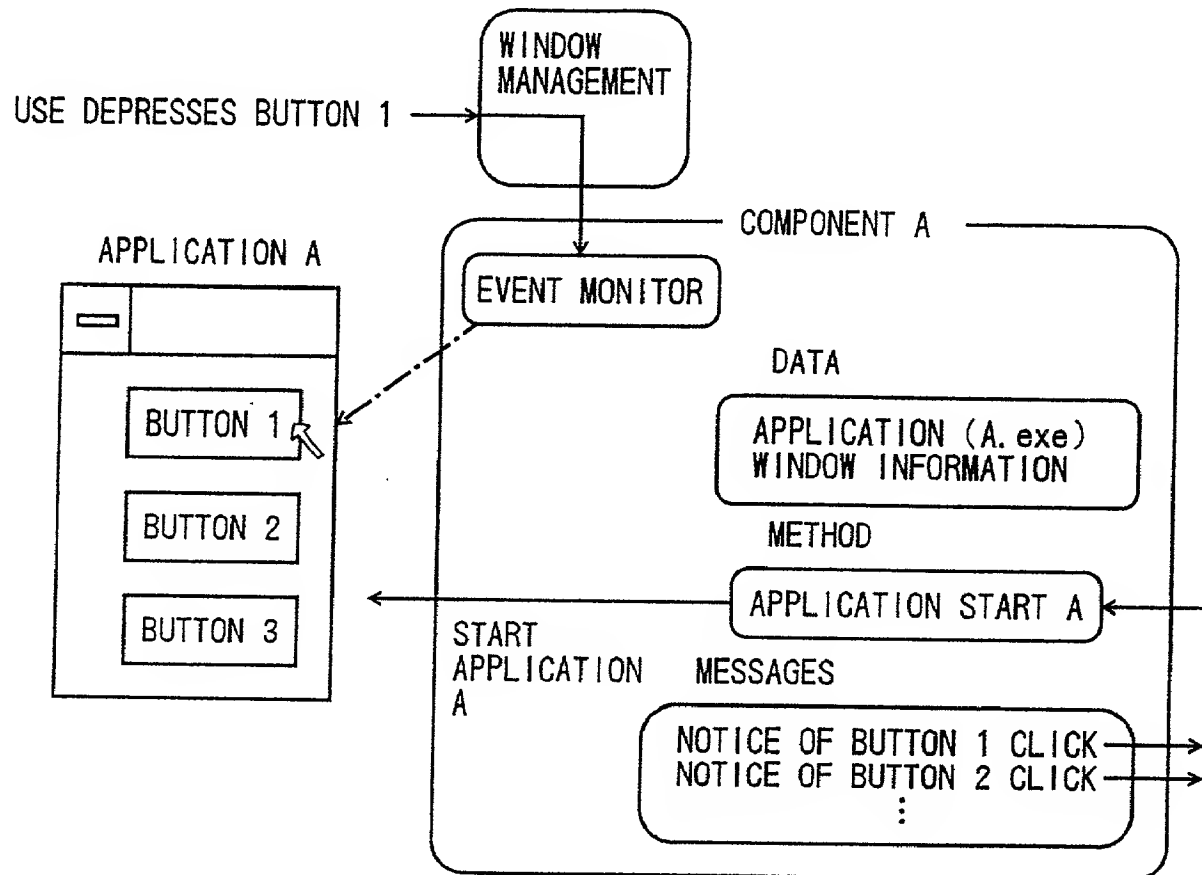 WINDOW
MANAGEMENT
USE DEPRESSES BUTTON 1
COMPONENT A
APPLICATION A
EVENT MONITOR
DATA
BUTTON 1
APPLICATION (A.exe)
WINDOW INFORMATION
BUTTON 2
METHOD
APPLICATION START A
BUTTON 3
START
APPLICATION
A
MESSAGES
NOTICE OF BUTTON 1 CLICK
NOTICE OF BUTTON 2 CLICK
⋮